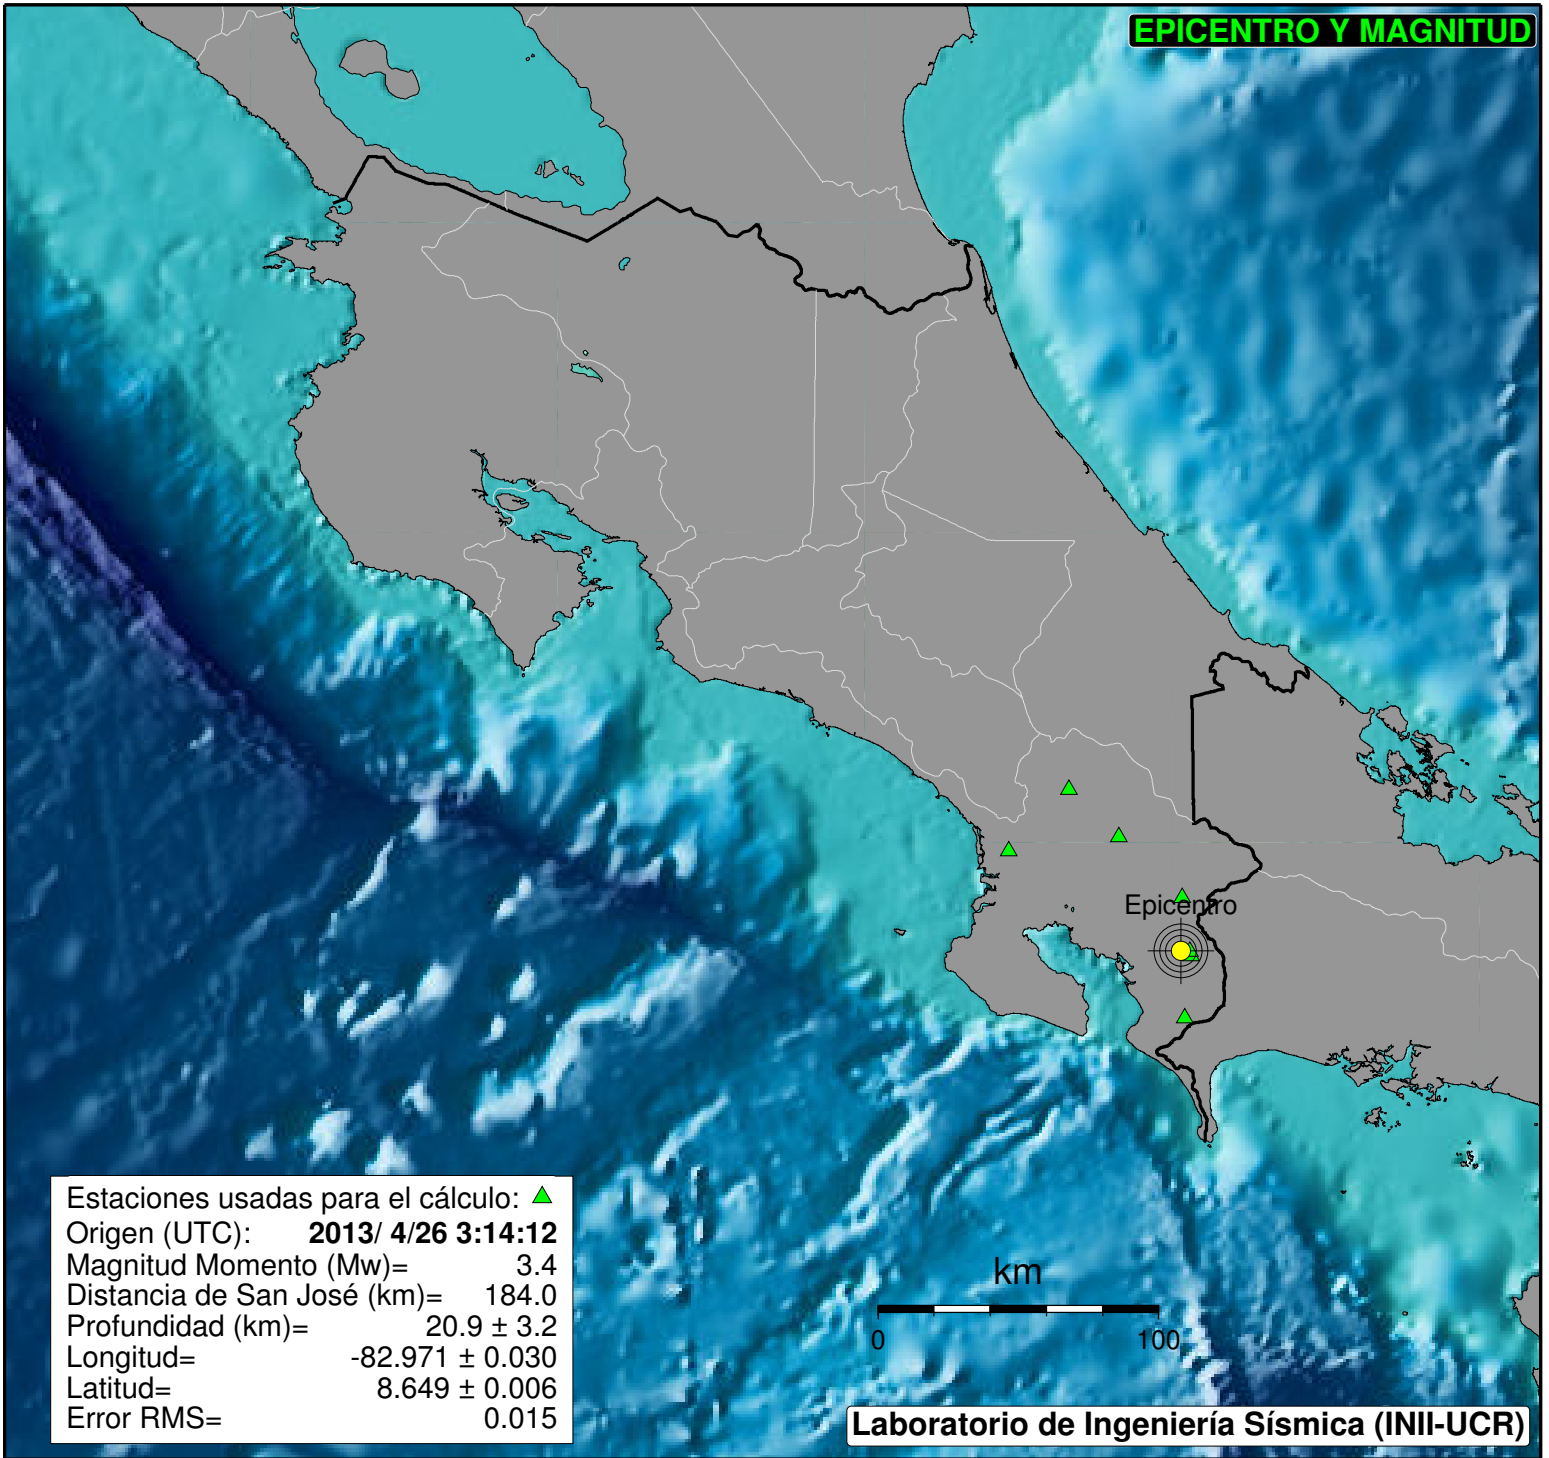 EPICENTRO Y MAGNITUD
Epicentro
Estaciones usadas para el cálculo:
Origen (UTC): 2013/ 4/26 3:14:12
Magnitud Momento (Mw)= 3.4
Distancia de San José (km)= 184.0
Profundidad (km)= 20.9 ± 3.2
Longitud= -82.971 ± 0.030
Latitud= 8.649 ± 0.006
Error RMS= 0.015
km
0 100
Laboratorio de Ingeniería Sísmica (INII-UCR)